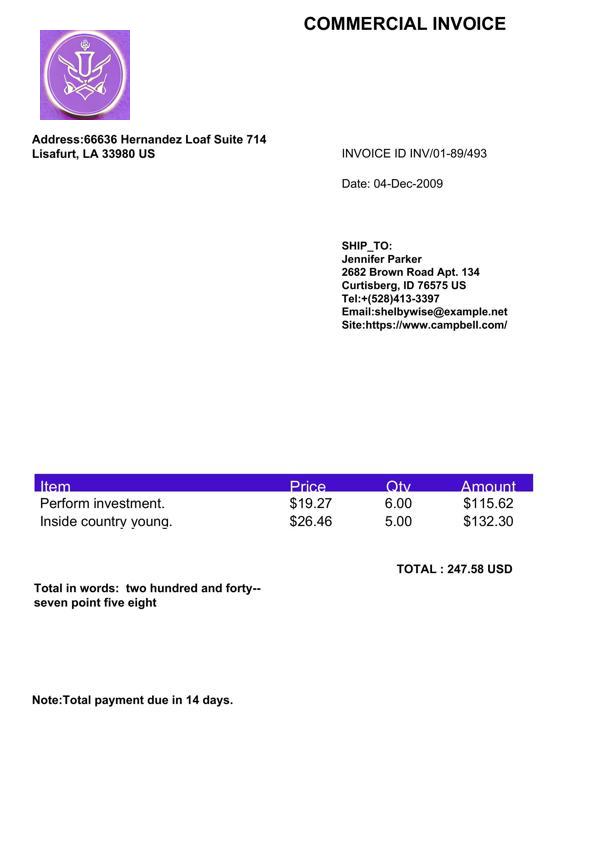 COMMERCIAL INVOICE
U
Address:66636 Hernandez Loaf Suite 714
Lisafurt, LA 33980 US
INVOICE ID INV/01-89/493
Date: 04-Dec-2009
SHIP_TO:
Jennifer Parker
2682 Brown Road Apt. 134
Curtisberg, ID 76575 US
Tel:+(528)413-3397
Email:shelbywise@example.net
Site:https://www.campbell.com/
Item Price Qty Amount
Perform investment. $19.27 6.00 $115.62
Inside country young. $26.46 5.00 $132.30
TOTAL : 247.58 USD
Total in words: two hundred and forty--
seven point five eight
Note:Total payment due in 14 days.